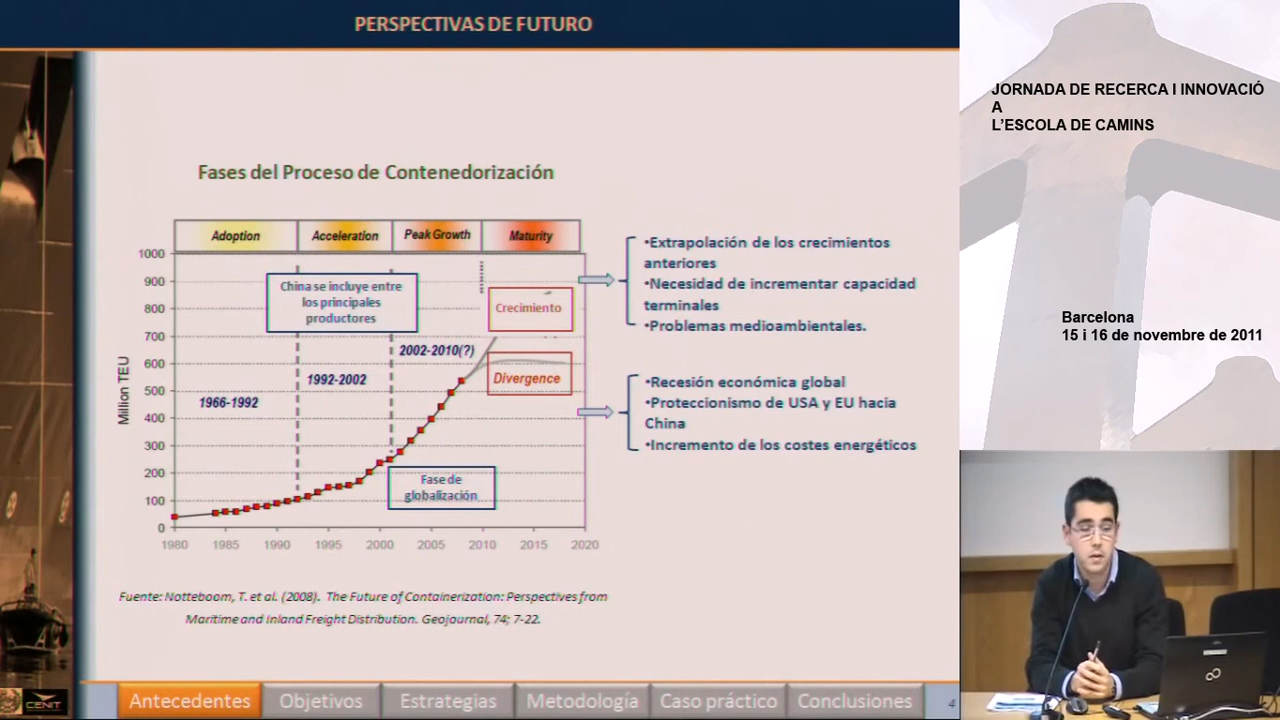 PERSPECTIVAS DE FUTURO
Fases del Proceso de Contenedorización
Adoption
Acceleration
Peak Growth
Maturity
Million TEU
1000
900
800
700
600
500
400
300
200
100
0
1980
1985
1990
1995
2000
2005
2010
2015
2020
China se incluye entre
los principales
productores
1966-1992
1992-2002
2002-2010(?)
Crecimiento
Divergence
Fase de
globalización
•Extrapolación de los crecimientos
anteriores
•Necesidad de incrementar capacidad
terminales
•Problemas medioambientales.
•Recesión económica global
•Proteccionismo de USA y EU hacia
China
•Incremento de los costes energéticos
Fuente: Notteboom, T. et al. (2008). The Future of Containerization: Perspectives from
Maritime and Inland Freight Distribution. Geojournal, 74; 7-22.
CENIT
Antecedentes
Objetivos
Estrategias
Metodología
Caso práctico
Conclusiones
4
JORNADA DE RECERCA I INNOVACIÓ
A
L'ESCOLA DE CAMINS
Barcelona
15 i 16 de novembre de 2011